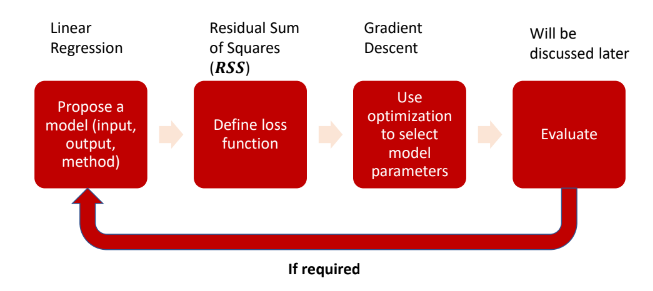 Linear
Regression
Residual Sum
of Squares
(RSS)
Gradient
Descent
Will be
discussed later
Propose a
model (input,
output,
method)
Define loss
function
Use
optimization
to select
model
parameters
Evaluate
If required